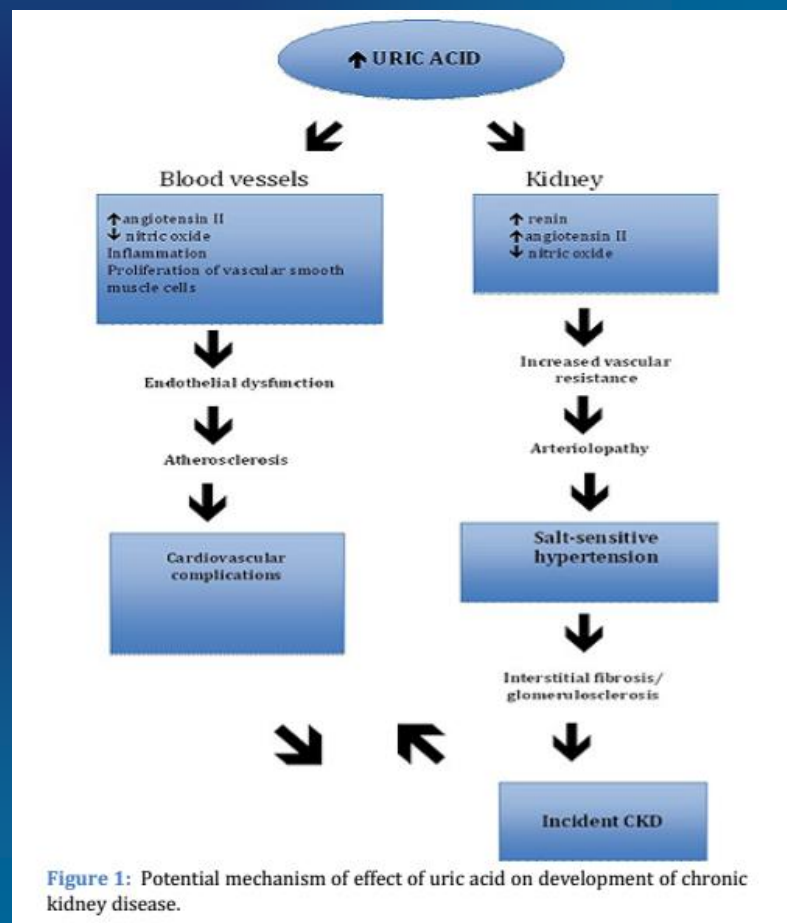 ↑ URIC ACID
Blood vessels
↑ angiotensin II
↓ nitric oxide
Inflammation
Proliferation of vascular smooth
muscle cells
Endothelial dysfunction
Atherosclerosis
Cardiovascular
complications
Kidney
↑ renin
↑ angiotensin II
↓ nitric oxide
Increased vascular
resistance
Arteriolopathy
Salt-sensitive
hypertension
Interstitial fibrosis/
glomerulosclerosis
Incident CKD
Figure 1: Potential mechanism of effect of uric acid on development of chronic
kidney disease.